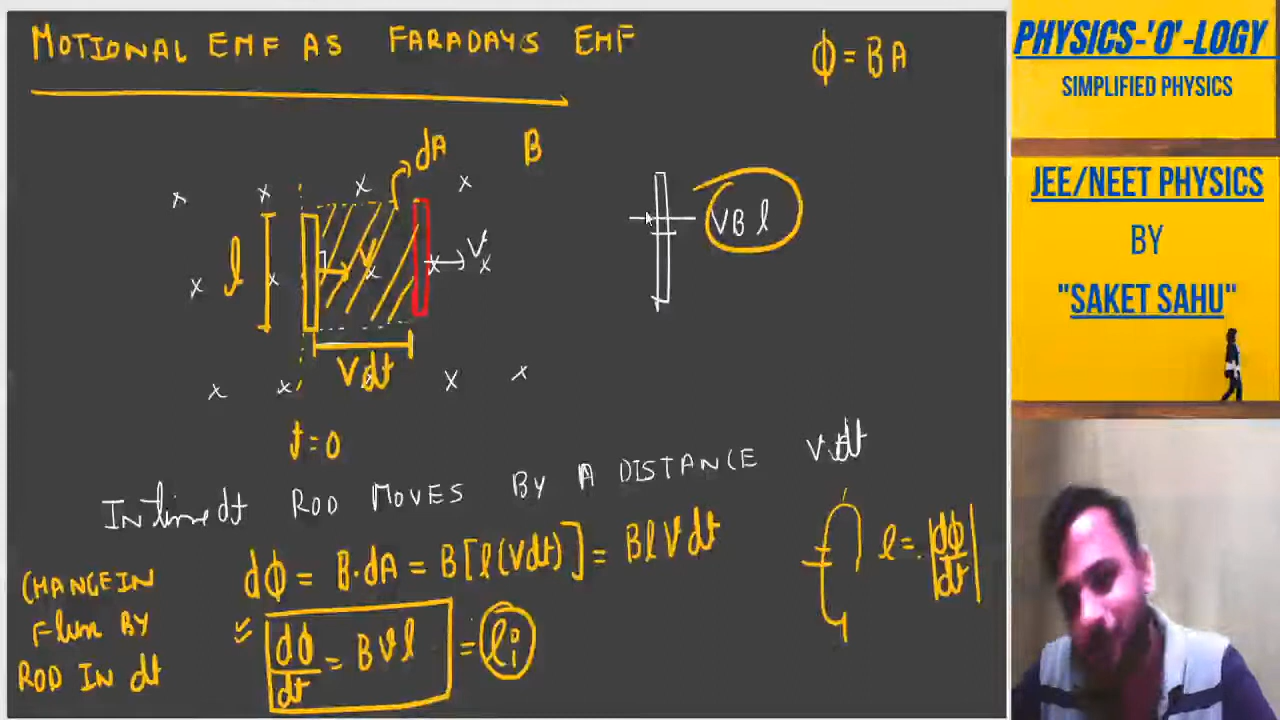 MOTIONAL EMF AS FARADAYS EMF
ϕ = BA
B
dA
l
V
V
VBl
Vdt
t=0
In time dt ROD MOVES BY A DISTANCE V.dt
CHANGE IN
Flux BY
ROD IN dt
dϕ = B·dA = B[l(Vdt)] = BlVdt
|dϕ/dt = BVl| = ei
e = |dϕ/dt|
PHYSICS-'O'-LOGY
SIMPLIFIED PHYSICS
JEE/NEET PHYSICS
BY
"SAKET SAHU"